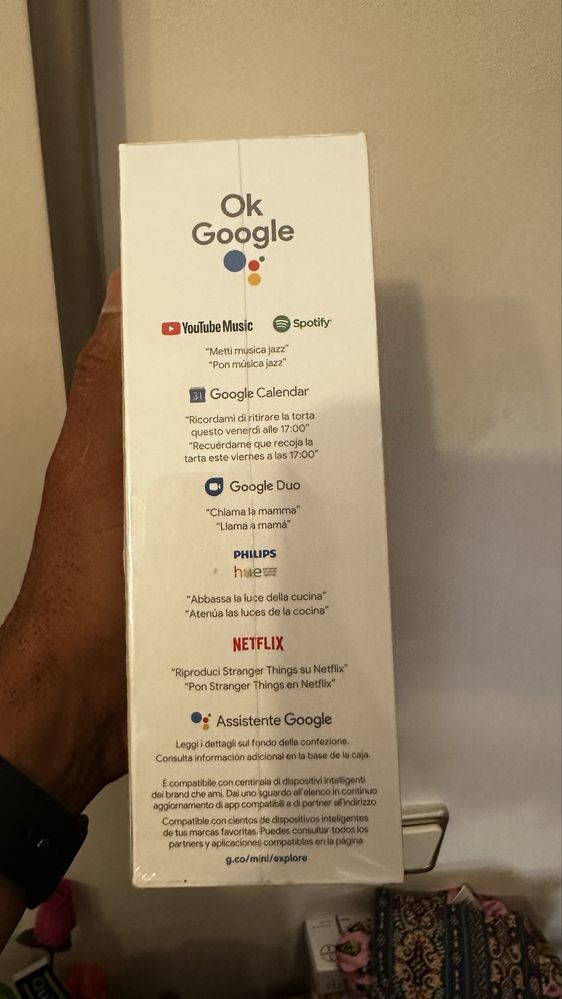 Ok
Google
YouTube Music Spotify
“Metti musica jazz”
“Pon música jazz”
31 Google Calendar
“Ricordami di ritirare la torta
questo venerdì alle 17:00”
“Recuérdame que recoja la
tarta este viernes a las 17:00”
Google Duo
“Chiama la mamma”
“Llama a mamá”
PHILIPS
hue
“Abbassa la luce della cucina”
“Atenúa las luces de la cocina”
NETFLIX
“Riproduci Stranger Things su Netflix”
“Pon Stranger Things en Netflix”
Assistente Google
Leggi i dettagli sul fondo della confezione.
Consulta información adicional en la base de la caja.
È compatibile con centinaia di dispositivi intelligenti
dei brand che ami. Dai uno sguardo all'elenco in continuo
aggiornamento di app compatibili e di partner all'indirizzo
Compatible con cientos de dispositivos inteligentes
de tus marcas favoritas. Puedes consultar todos los
partners y aplicaciones compatibles en la página
g.co/mini/explore